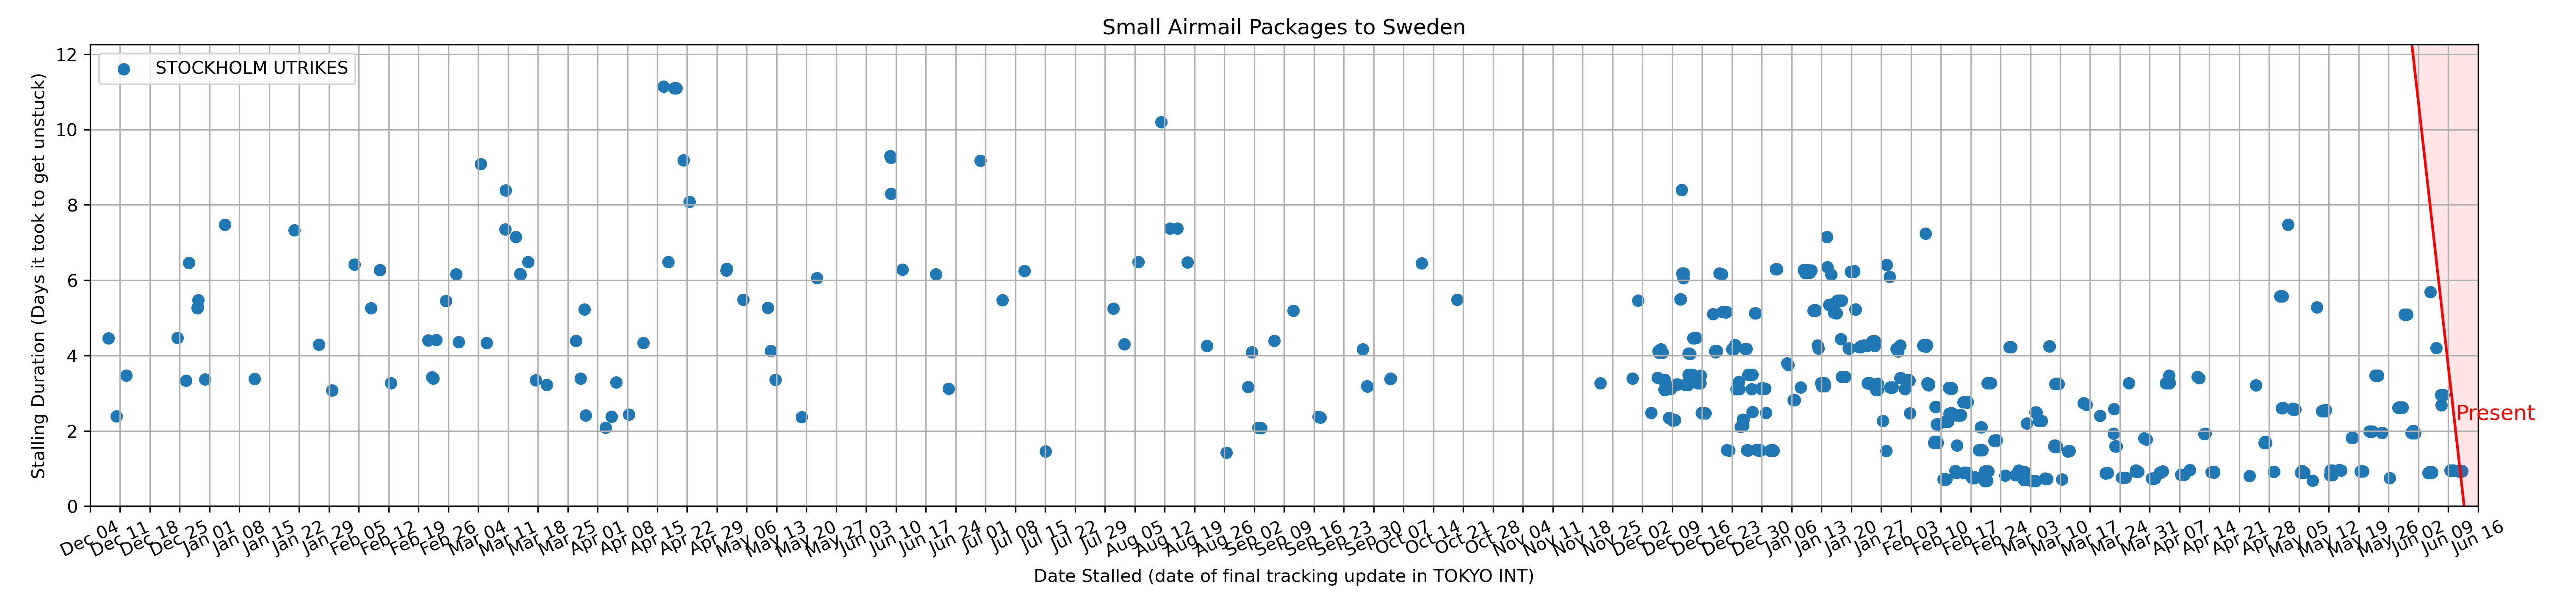 Small Airmail Packages to Sweden
STOCKHOLM UTRIKES
Stalling Duration (Days it took to get unstuck)
12
10
8
6
4
2
0
Present
Dec 04
Dec 11
Dec 18
Dec 25
Jan 01
Jan 08
Jan 15
Jan 22
Jan 29
Feb 05
Feb 12
Feb 19
Feb 26
Mar 04
Mar 11
Mar 18
Mar 25
Apr 01
Apr 08
Apr 15
Apr 22
Apr 29
May 06
May 13
May 20
May 27
Jun 03
Jun 10
Jun 17
Jun 24
Jul 01
Jul 08
Jul 15
Jul 22
Jul 29
Aug 05
Aug 12
Aug 19
Aug 26
Sep 02
Sep 09
Sep 16
Sep 23
Sep 30
Oct 07
Oct 14
Oct 21
Oct 28
Nov 04
Nov 11
Nov 18
Nov 25
Dec 02
Dec 09
Dec 16
Dec 23
Dec 30
Jan 06
Jan 13
Jan 20
Jan 27
Feb 03
Feb 10
Feb 17
Feb 24
Mar 03
Mar 10
Mar 17
Mar 24
Mar 31
Apr 07
Apr 14
Apr 21
Apr 28
May 05
May 12
May 19
May 26
Jun 02
Jun 09
Jun 16
Date Stalled (date of final tracking update in TOKYO INT)